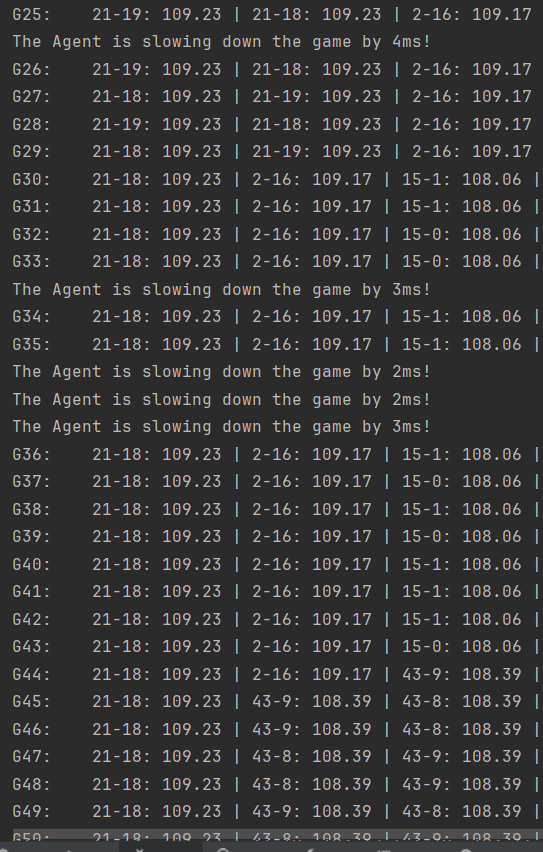 G25:    21-19: 109.23 | 21-18: 109.23 | 2-16: 109.17
The Agent is slowing down the game by 4ms!
G26:    21-19: 109.23 | 21-18: 109.23 | 2-16: 109.17
G27:    21-18: 109.23 | 21-18: 109.23 | 2-16: 109.17
G28:    21-19: 109.23 | 21-18: 109.23 | 2-16: 109.17
G29:    21-18: 109.23 | 21-19: 109.23 | 2-16: 109.17
G30:    21-18: 109.23 | 2-16: 109.17 | 15-1: 108.06 |
G31:    21-18: 109.23 | 2-16: 109.17 | 15-1: 108.06 |
G32:    21-18: 109.23 | 2-16: 109.17 | 15-0: 108.06 |
G33:    21-18: 109.23 | 2-16: 109.17 | 15-0: 108.06 |
The Agent is slowing down the game by 3ms!
G34:    21-18: 109.23 | 2-16: 109.17 | 15-1: 108.06 |
G35:    21-18: 109.23 | 2-16: 109.17 | 15-1: 108.06 |
The Agent is slowing down the game by 2ms!
The Agent is slowing down the game by 2ms!
The Agent is slowing down the game by 3ms!
G36:    21-18: 109.23 | 2-16: 109.17 | 15-1: 108.06 |
G37:    21-18: 109.23 | 2-16: 109.17 | 15-0: 108.06 |
G38:    21-18: 109.23 | 2-16: 109.17 | 15-1: 108.06 |
G39:    21-18: 109.23 | 2-16: 109.17 | 15-0: 108.06 |
G40:    21-18: 109.23 | 2-16: 109.17 | 15-1: 108.06 |
G41:    21-18: 109.23 | 2-16: 109.17 | 15-1: 108.06 |
G42:    21-18: 109.23 | 2-16: 109.17 | 15-1: 108.06 |
G43:    21-18: 109.23 | 2-16: 109.17 | 15-0: 108.06 |
G44:    21-18: 109.23 | 2-16: 109.17 | 43-9: 108.39 |
G45:    21-18: 109.23 | 43-9: 108.39 | 43-8: 108.39 |
G46:    21-18: 109.23 | 43-9: 108.39 | 43-8: 108.39 |
G47:    21-18: 109.23 | 43-8: 108.39 | 43-9: 108.39 |
G48:    21-18: 109.23 | 43-8: 108.39 | 43-9: 108.39 |
G49:    21-18: 109.23 | 43-9: 108.39 | 43-8: 108.39 |
G50:    21-18: 109.23 | 43-8: 108.39 | 43-9: 108.39 |